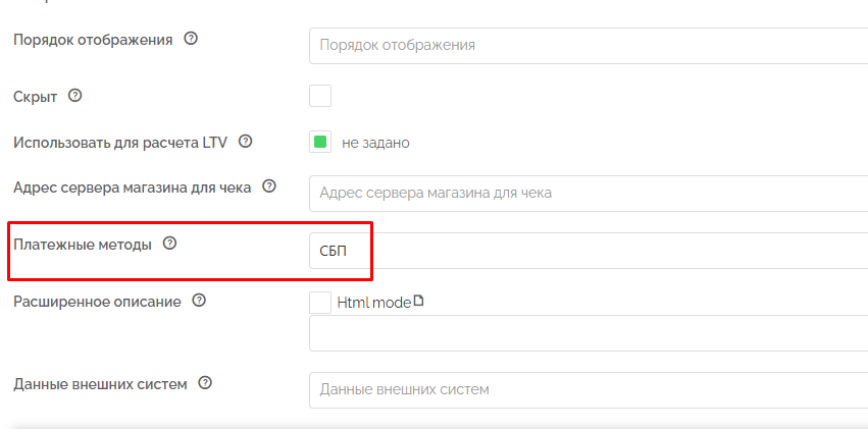 Порядок отображения
Порядок отображения
Скрыт
Использовать для расчета LTV
не задано
Адрес сервера магазина для чека
Адрес сервера магазина для чека
Платежные методы
СБП
Расширенное описание
Html mode
Данные внешних систем
Данные внешних систем